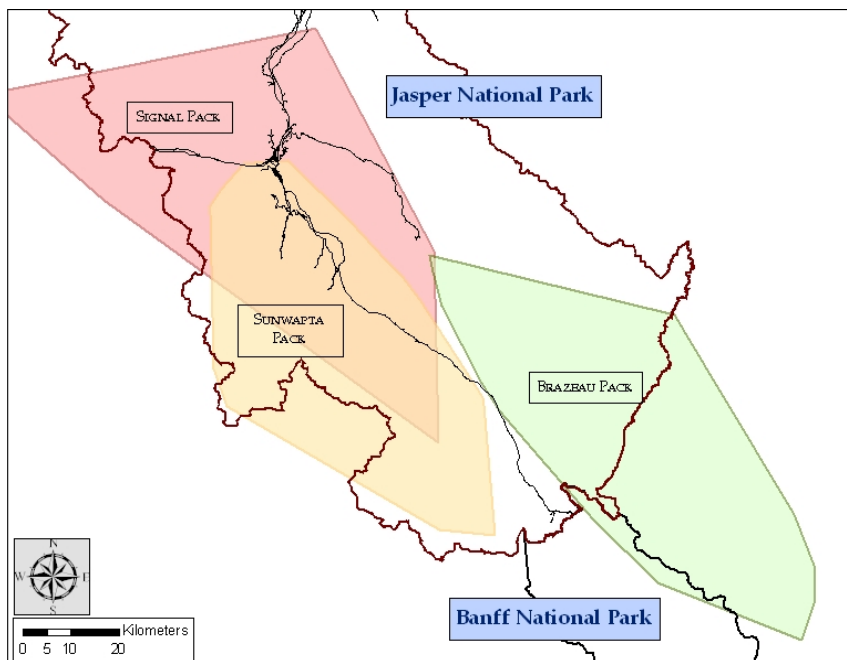 Jasper National Park
SIGNAL PACK
SUNWAPTA
PACK
BRAZEAU PACK
N
W E
S
Banff National Park
Kilometers
0 5 10 20